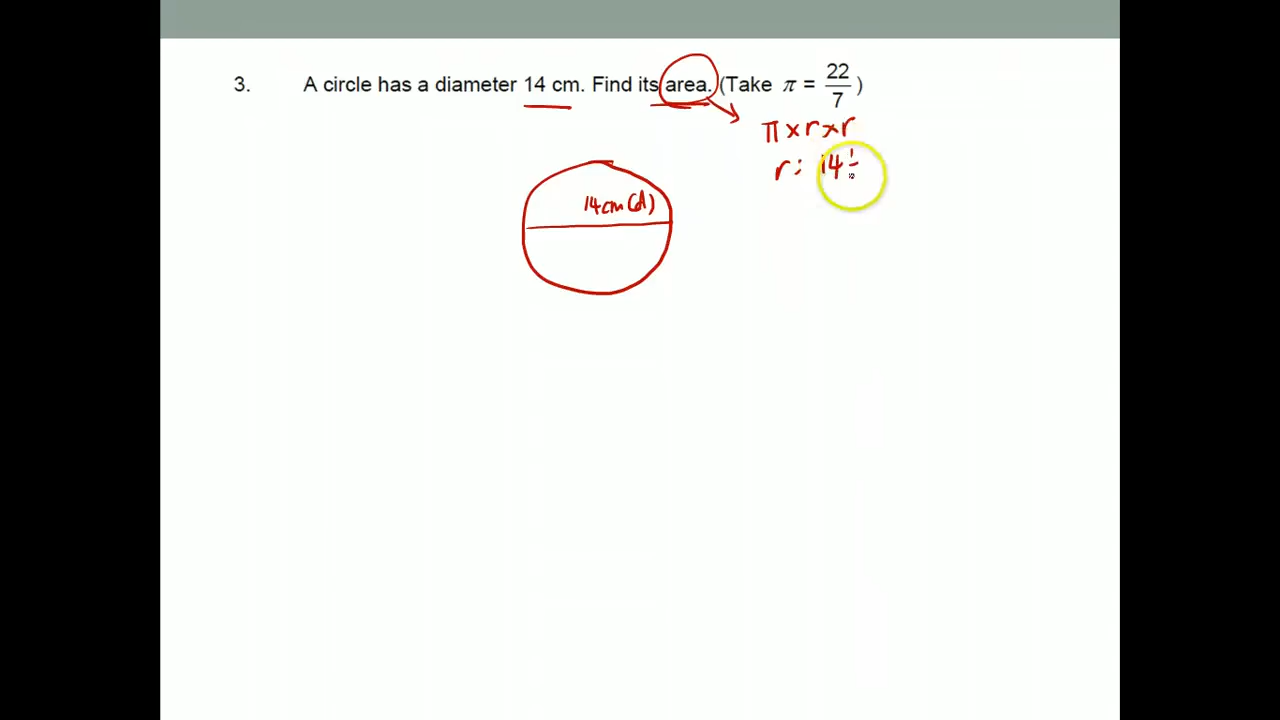 3. A circle has a diameter 14 cm. Find its area. (Take π = 22/7)
π × r × r
r: 14 ÷
14cm(d)